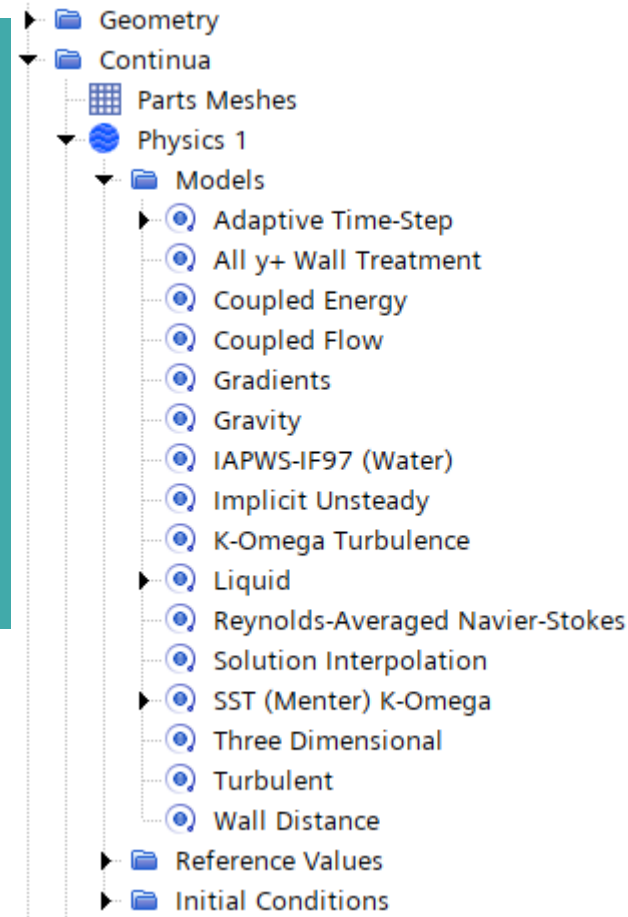 Geometry
Continua
Parts Meshes
Physics 1
Models
Adaptive Time-Step
All y+ Wall Treatment
Coupled Energy
Coupled Flow
Gradients
Gravity
IAPWS-IF97 (Water)
Implicit Unsteady
K-Omega Turbulence
Liquid
Reynolds-Averaged Navier-Stokes
Solution Interpolation
SST (Menter) K-Omega
Three Dimensional
Turbulent
Wall Distance
Reference Values
Initial Conditions